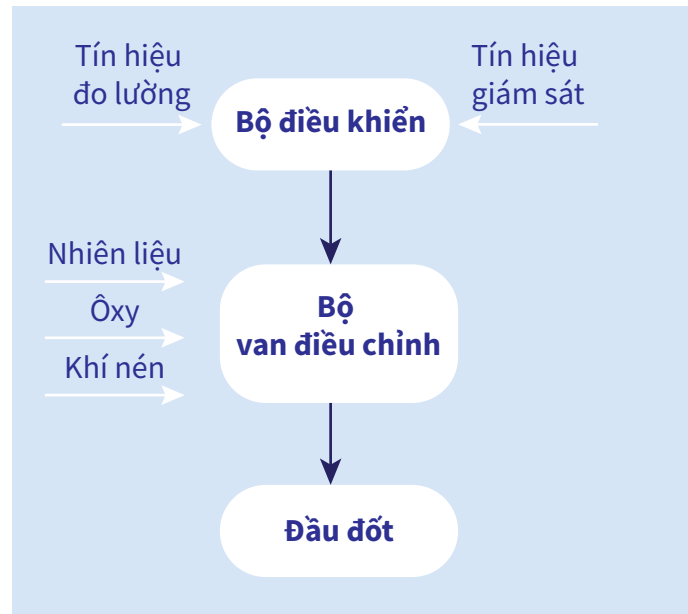 Tín hiệu
đo lường
Tín hiệu
giám sát
Bộ điều khiển
Nhiên liệu
Ôxy
Khí nén
Bộ
van điều chỉnh
Đầu đốt